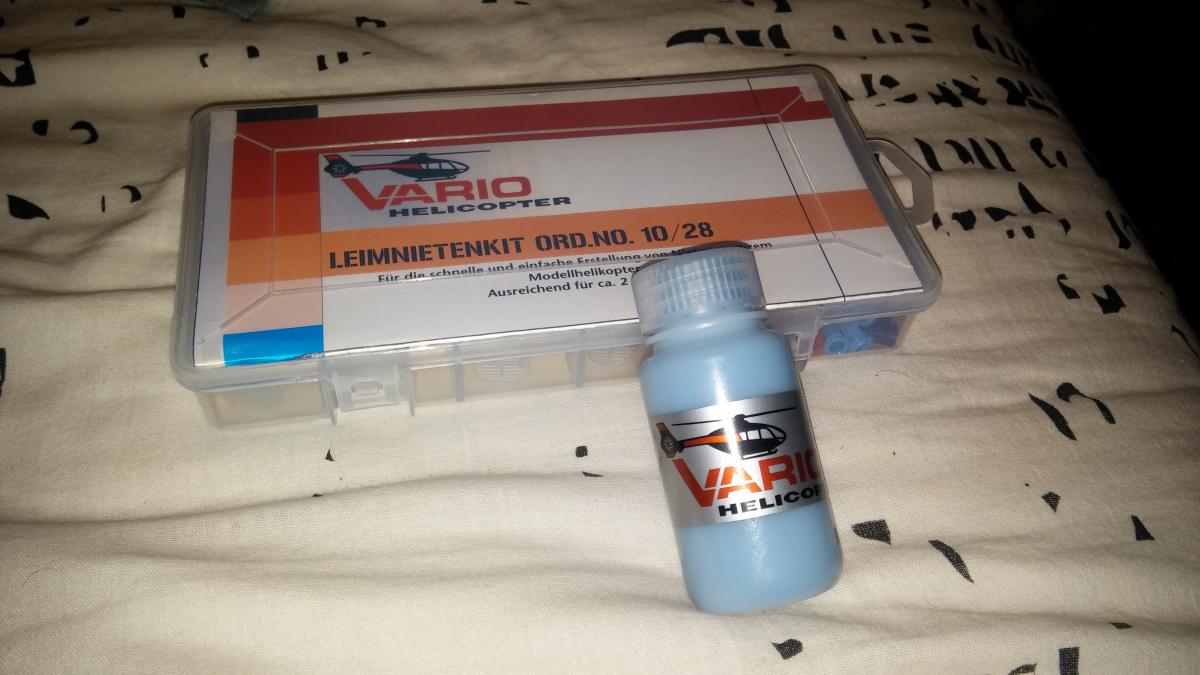 VARIO
HELICOPTER
LEIMNIETENKIT ORD.NO. 10/28
Für die schnelle und einfache Erstellung von
Modellhelikopter
Ausreichend für ca. 2
VARIO
HELICOP